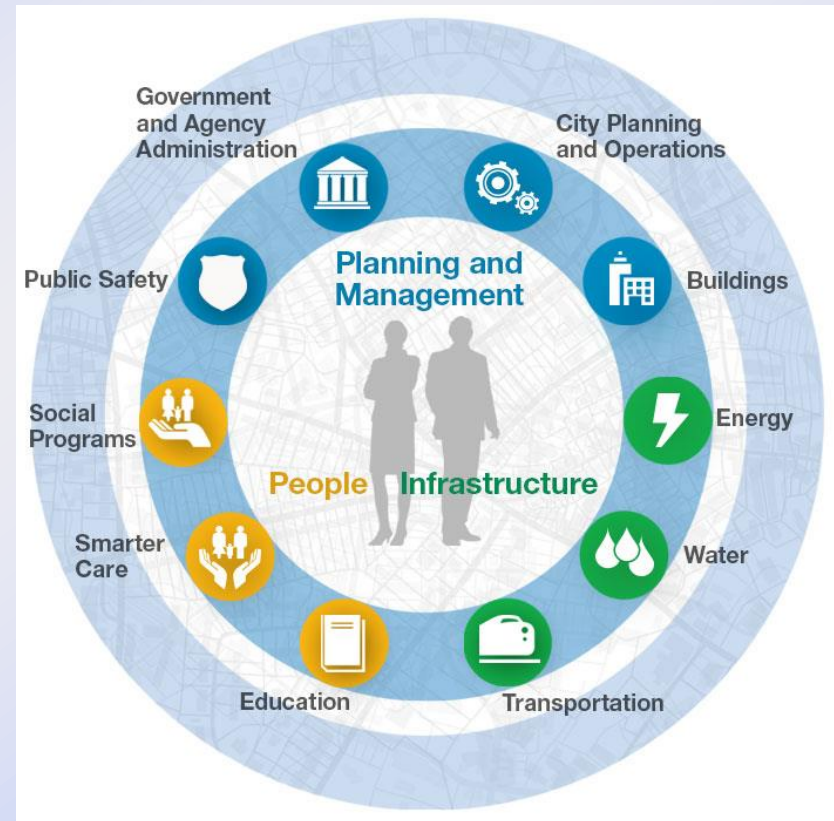 Government
and Agency
Administration
City Planning
and Operations
Public Safety
Planning and
Management
Buildings
Social
Programs
Energy
People
Infrastructure
Smarter
Care
Water
Education
Transportation